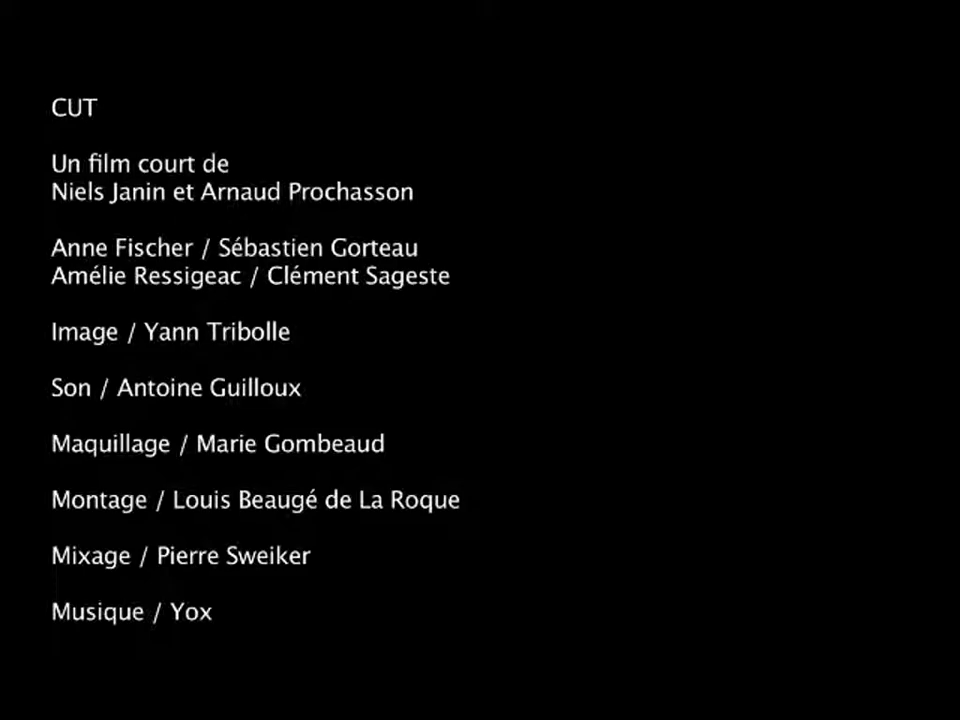 CUT
Un film court de
Niels Janin et Arnaud Prochasson
Anne Fischer / Sébastien Gorteau
Amélie Ressigeac / Clément Sageste
Image / Yann Tribolle
Son / Antoine Guilloux
Maquillage / Marie Gombeaud
Montage / Louis Beaugé de La Roque
Mixage / Pierre Sweiker
Musique / Yox